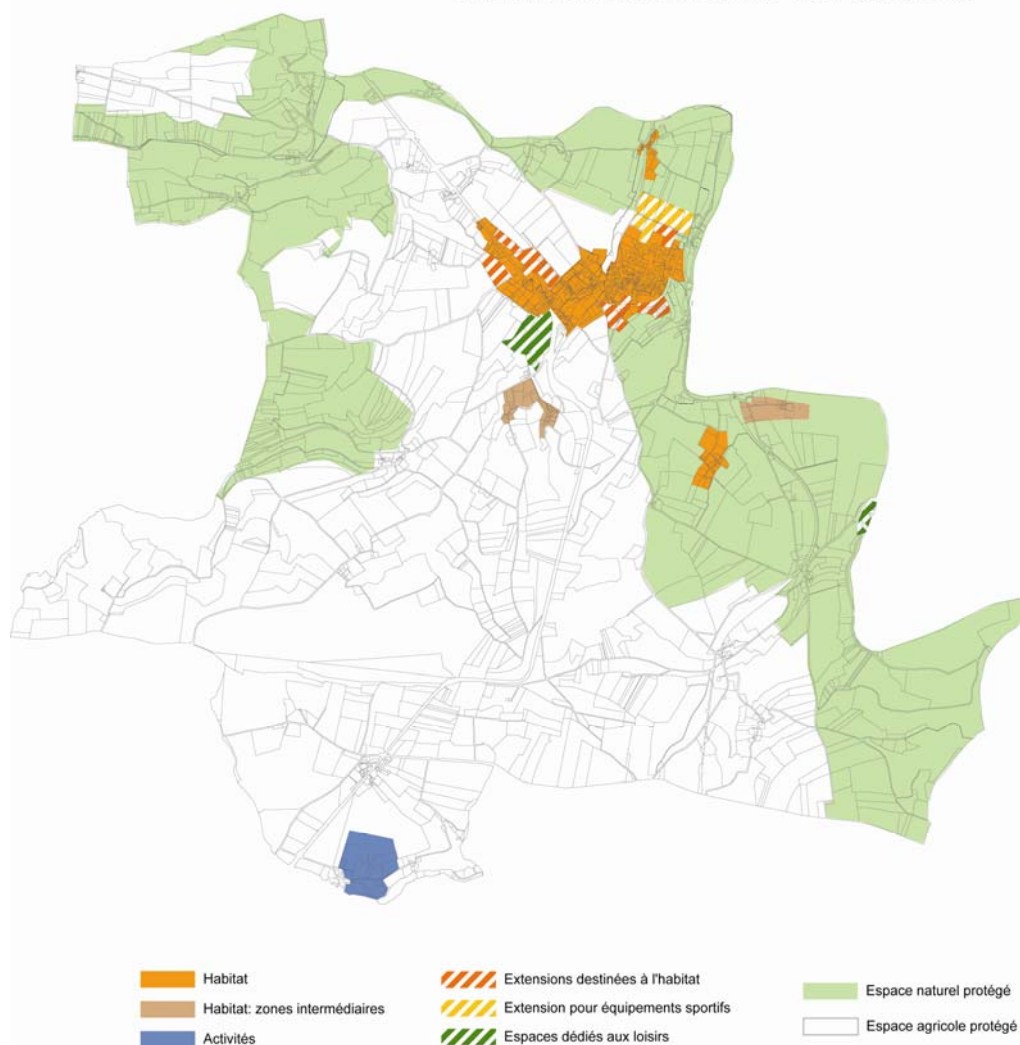 Habitat
Habitat: zones intermédiaires
Activités
Extensions destinées à l'habitat
Extension pour équipements sportifs
Espaces dédiés aux loisirs
Espace naturel protégé
Espace agricole protégé